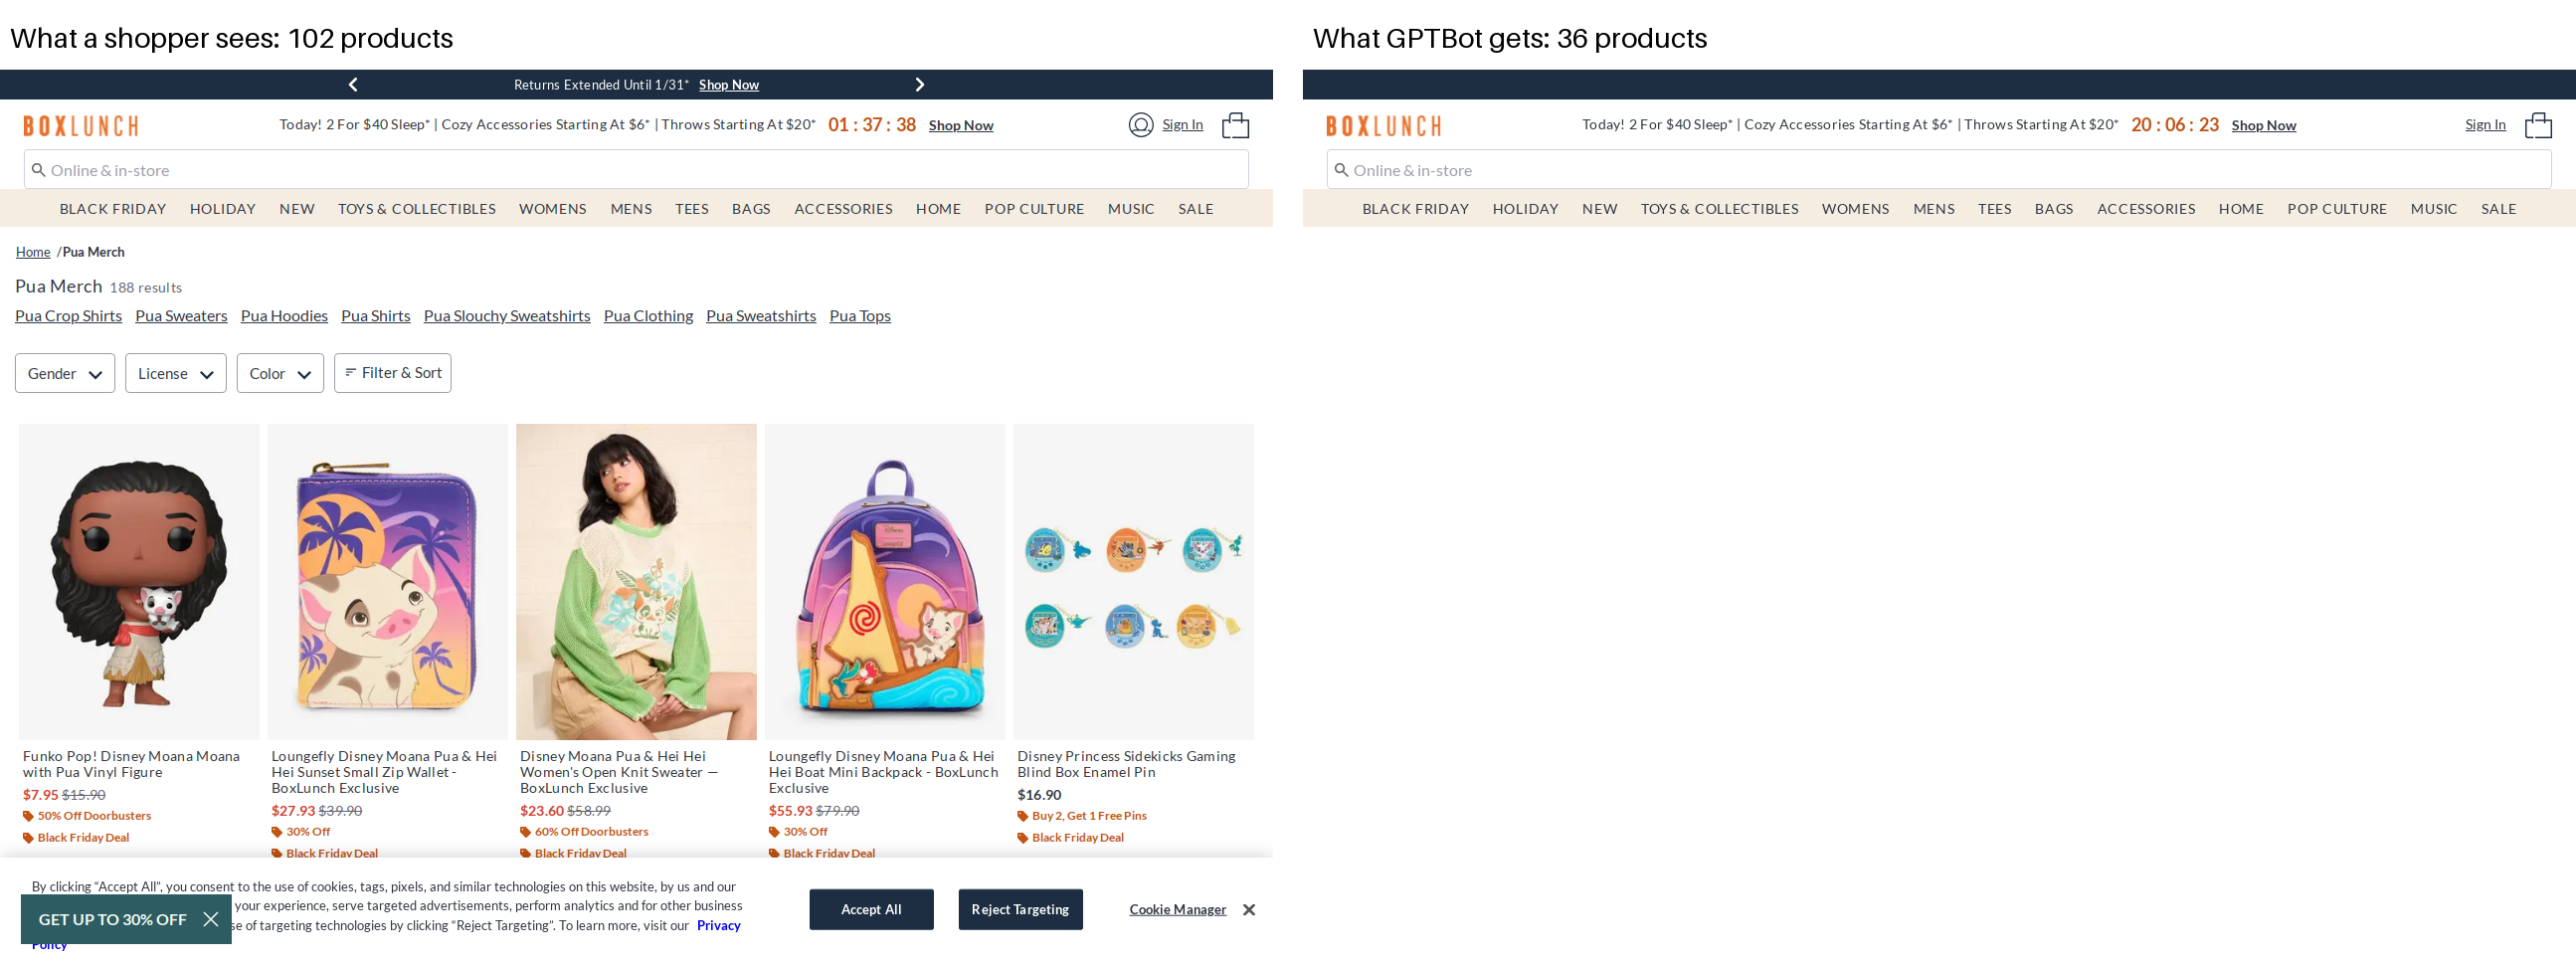 What a shopper sees: 102 products
Returns Extended Until 1/31* Shop Now
BOXLUNCH
Today! 2 For $40 Sleep* | Cozy Accessories Starting At $6* | Throws Starting At $20* 01 : 37 : 38 Shop Now
Sign In
Online & in-store
BLACK FRIDAY HOLIDAY NEW TOYS & COLLECTIBLES WOMENS MENS TEES BAGS ACCESSORIES HOME POP CULTURE MUSIC SALE
Home /Pua Merch
Pua Merch 188 results
Pua Crop Shirts Pua Sweaters Pua Hoodies Pua Shirts Pua Slouchy Sweatshirts Pua Clothing Pua Sweatshirts Pua Tops
Gender License Color Filter & Sort
Funko Pop! Disney Moana Moana
with Pua Vinyl Figure
$7.95 $15.90
50% Off Doorbusters
Black Friday Deal
Loungefly Disney Moana Pua & Hei
Hei Sunset Small Zip Wallet -
BoxLunch Exclusive
$27.93 $39.90
30% Off
Black Friday Deal
Disney Moana Pua & Hei Hei
Women's Open Knit Sweater —
BoxLunch Exclusive
$23.60 $58.99
60% Off Doorbusters
Black Friday Deal
Loungefly Disney Moana Pua & Hei
Hei Boat Mini Backpack - BoxLunch
Exclusive
$55.93 $79.90
30% Off
Black Friday Deal
Disney Princess Sidekicks Gaming
Blind Box Enamel Pin
$16.90
Buy 2, Get 1 Free Pins
Black Friday Deal
By clicking “Accept All”, you consent to the use of cookies, tags, pixels, and similar technologies on this website, by us and our
your experience, serve targeted advertisements, perform analytics and for other business
se of targeting technologies by clicking “Reject Targeting”. To learn more, visit our Privacy
Policy
GET UP TO 30% OFF
Accept All
Reject Targeting
Cookie Manager
What GPTBot gets: 36 products
BOXLUNCH
Today! 2 For $40 Sleep* | Cozy Accessories Starting At $6* | Throws Starting At $20* 20 : 06 : 23 Shop Now
Sign In
Online & in-store
BLACK FRIDAY HOLIDAY NEW TOYS & COLLECTIBLES WOMENS MENS TEES BAGS ACCESSORIES HOME POP CULTURE MUSIC SALE